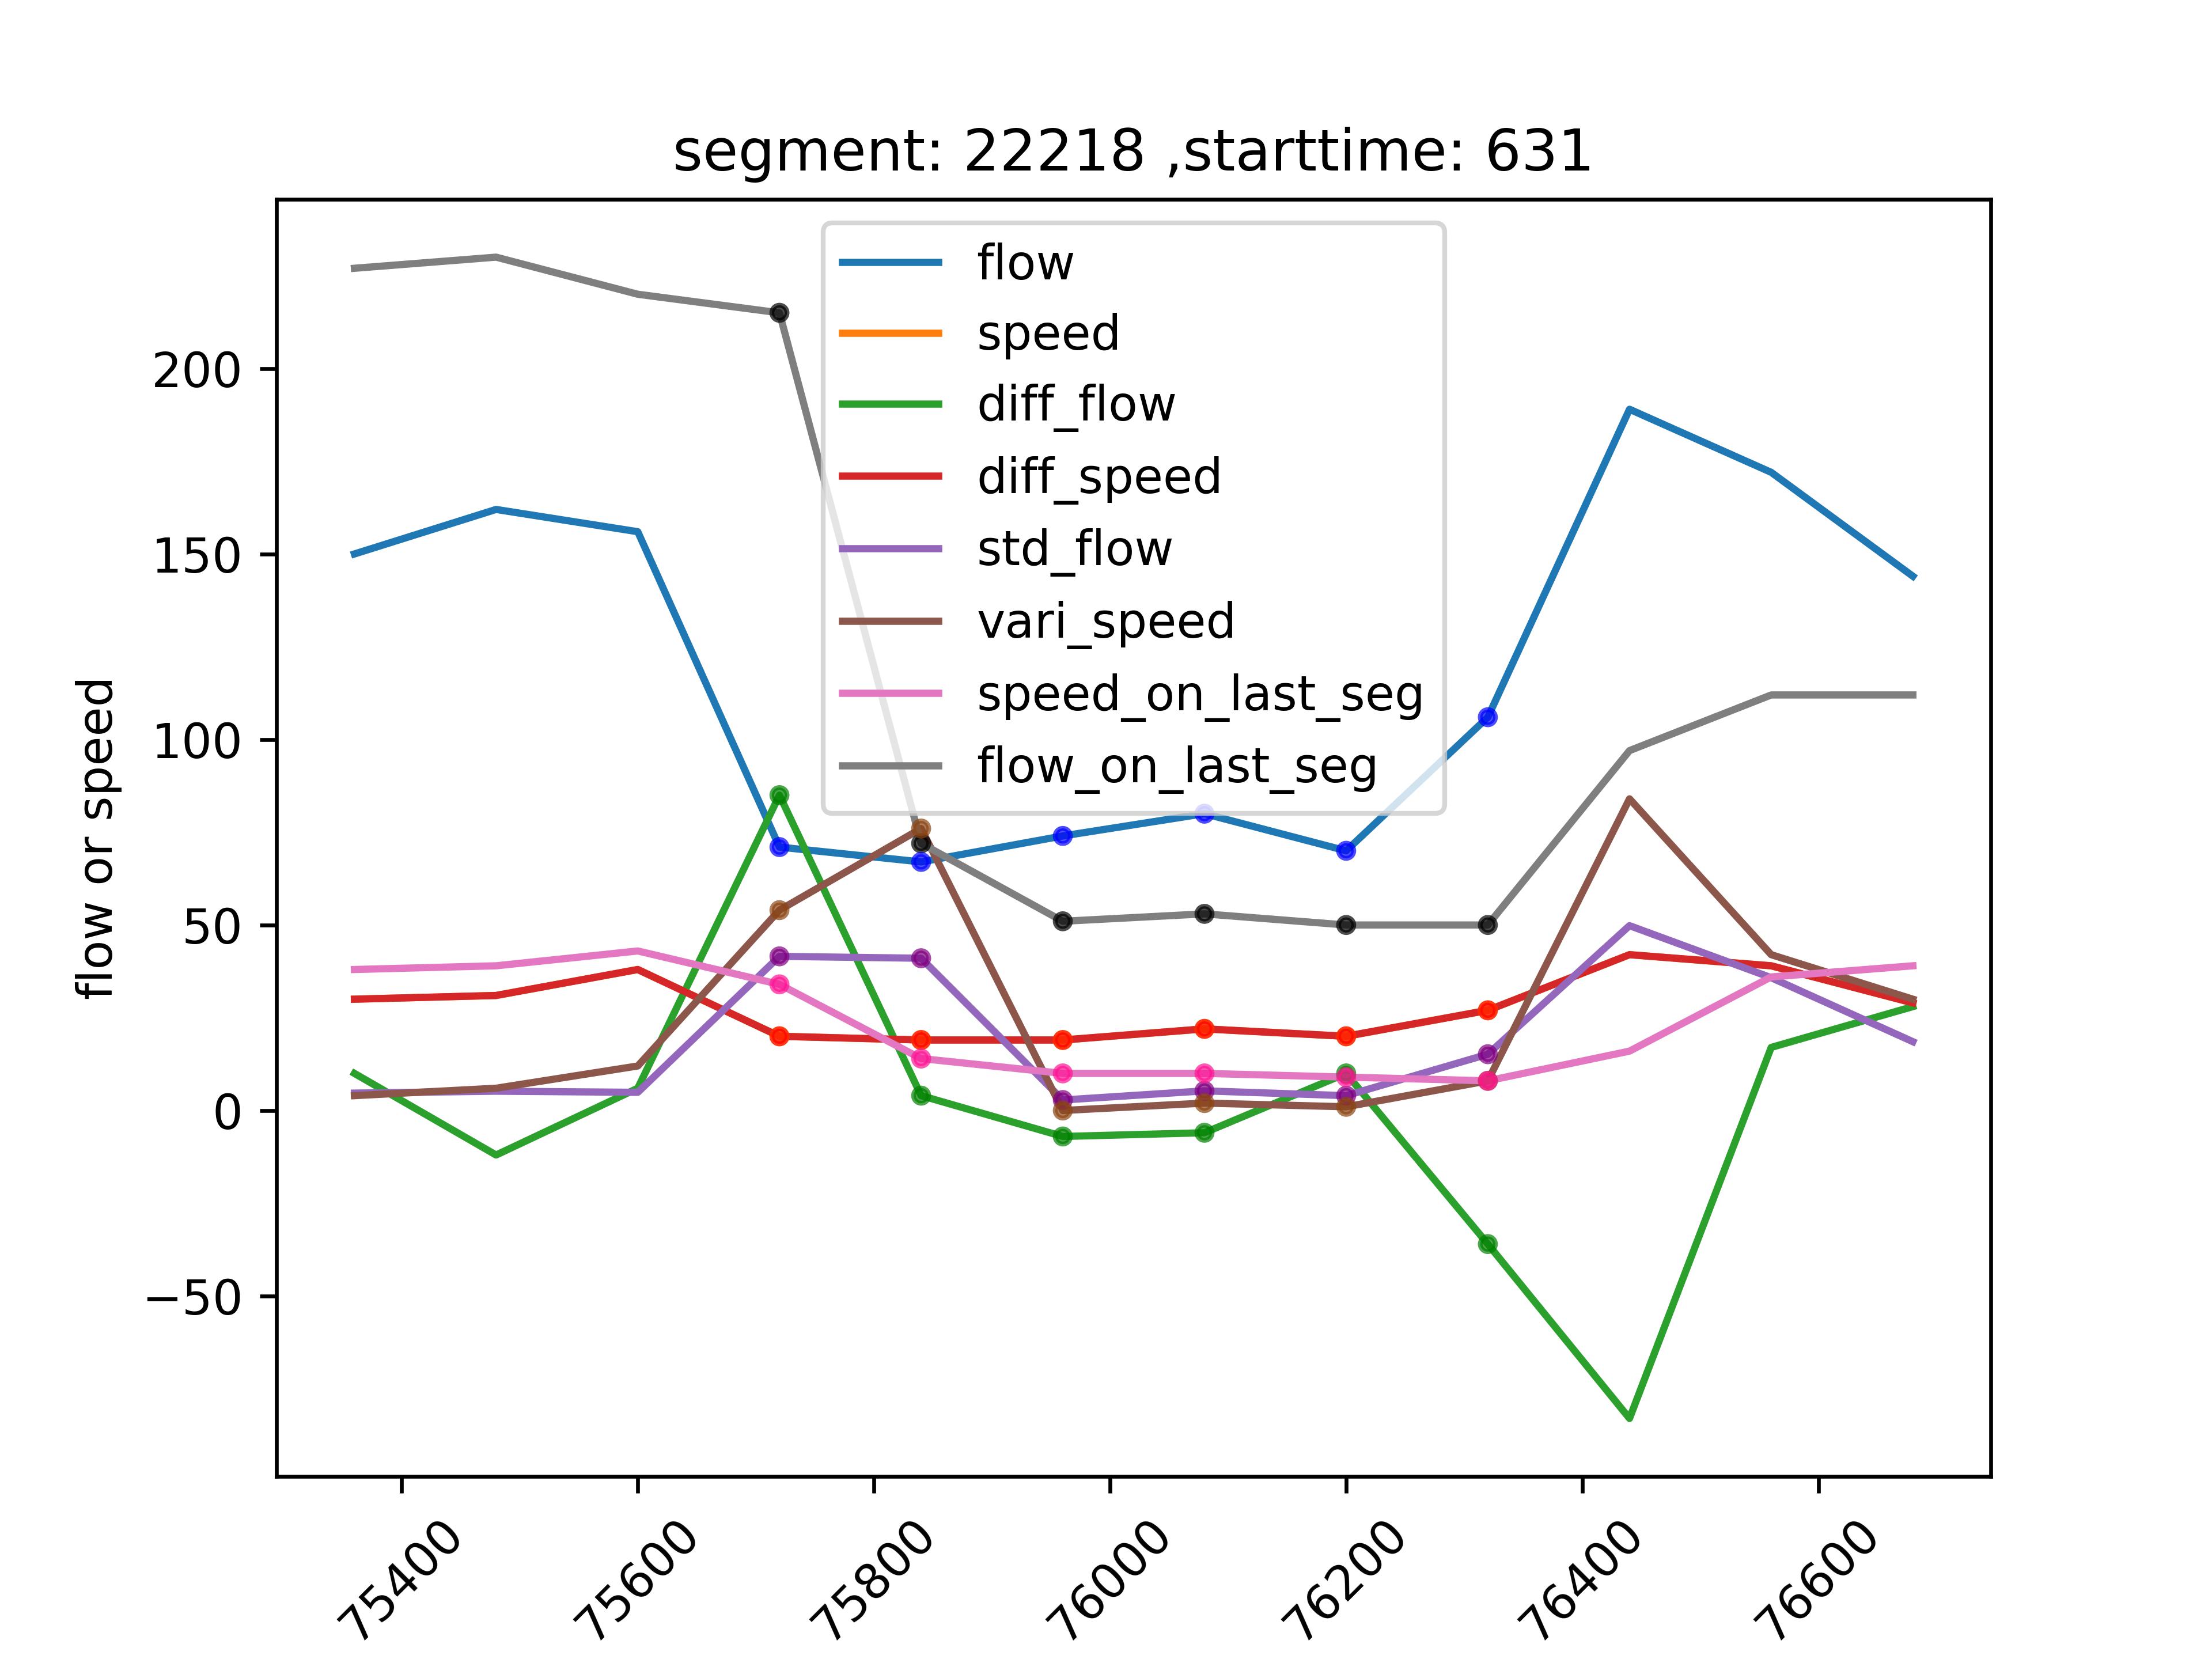 segment: 22218 ,starttime: 631
flow
speed
diff_flow
diff_speed
std_flow
vari_speed
speed_on_last_seg
flow_on_last_seg
flow or speed
200
150
100
50
0
−50
75400
75600
75800
76000
76200
76400
76600